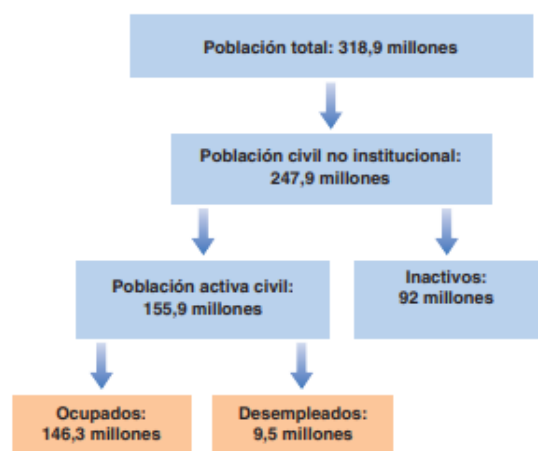 Población total: 318,9 millones
Población civil no institucional:
247,9 millones
Población activa civil:
155,9 millones
Inactivos:
92 millones
Ocupados:
146,3 millones
Desempleados:
9,5 millones